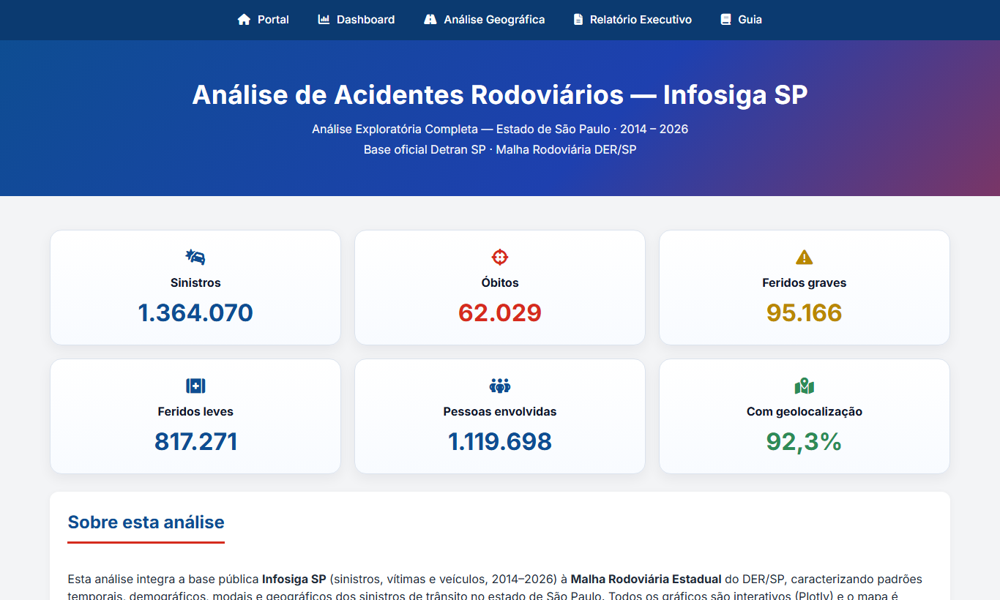 Portal
Dashboard
Análise Geográfica
Relatório Executivo
Guia
Análise de Acidentes Rodoviários — Infosiga SP
Análise Exploratória Completa — Estado de São Paulo · 2014 – 2026
Base oficial Detran SP · Malha Rodoviária DER/SP
Sinistros
1.364.070
Óbitos
62.029
Feridos graves
95.166
Feridos leves
817.271
Pessoas envolvidas
1.119.698
Com geolocalização
92,3%
Sobre esta análise
Esta análise integra a base pública Infosiga SP (sinistros, vítimas e veículos, 2014–2026) à Malha Rodoviária Estadual do DER/SP, caracterizando padrões
temporais, demográficos, modais e geográficos dos sinistros de trânsito no estado de São Paulo. Todos os gráficos são interativos (Plotly) e o mapa é